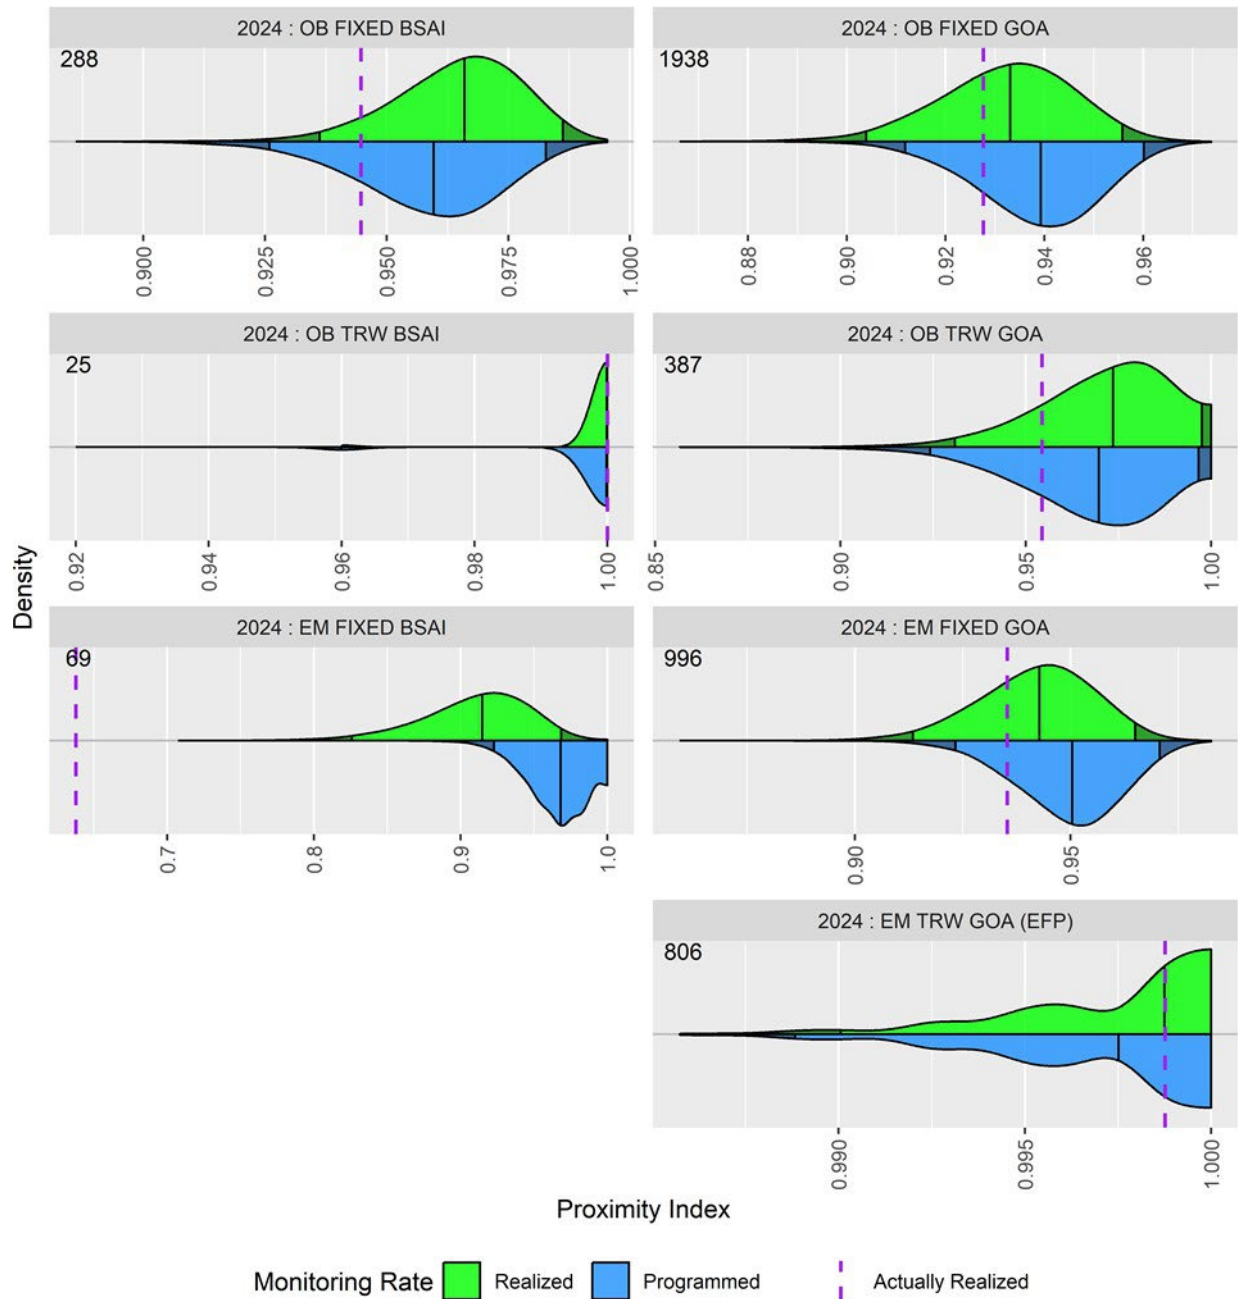 2024 : OB FIXED BSAI
2024 : OB FIXED GOA
288
1938
0.900 0.925 0.950 0.975 1.000
0.88 0.90 0.92 0.94 0.96
2024 : OB TRW BSAI
2024 : OB TRW GOA
25
387
0.92 0.94 0.96 0.98 1.00
0.85 0.90 0.95 1.00
Density
2024 : EM FIXED BSAI
2024 : EM FIXED GOA
69
996
0.7 0.8 0.9 1.0
0.90 0.95
2024 : EM TRW GOA (EFP)
806
0.990 0.995 1.000
Proximity Index
Monitoring Rate Realized Programmed Actually Realized